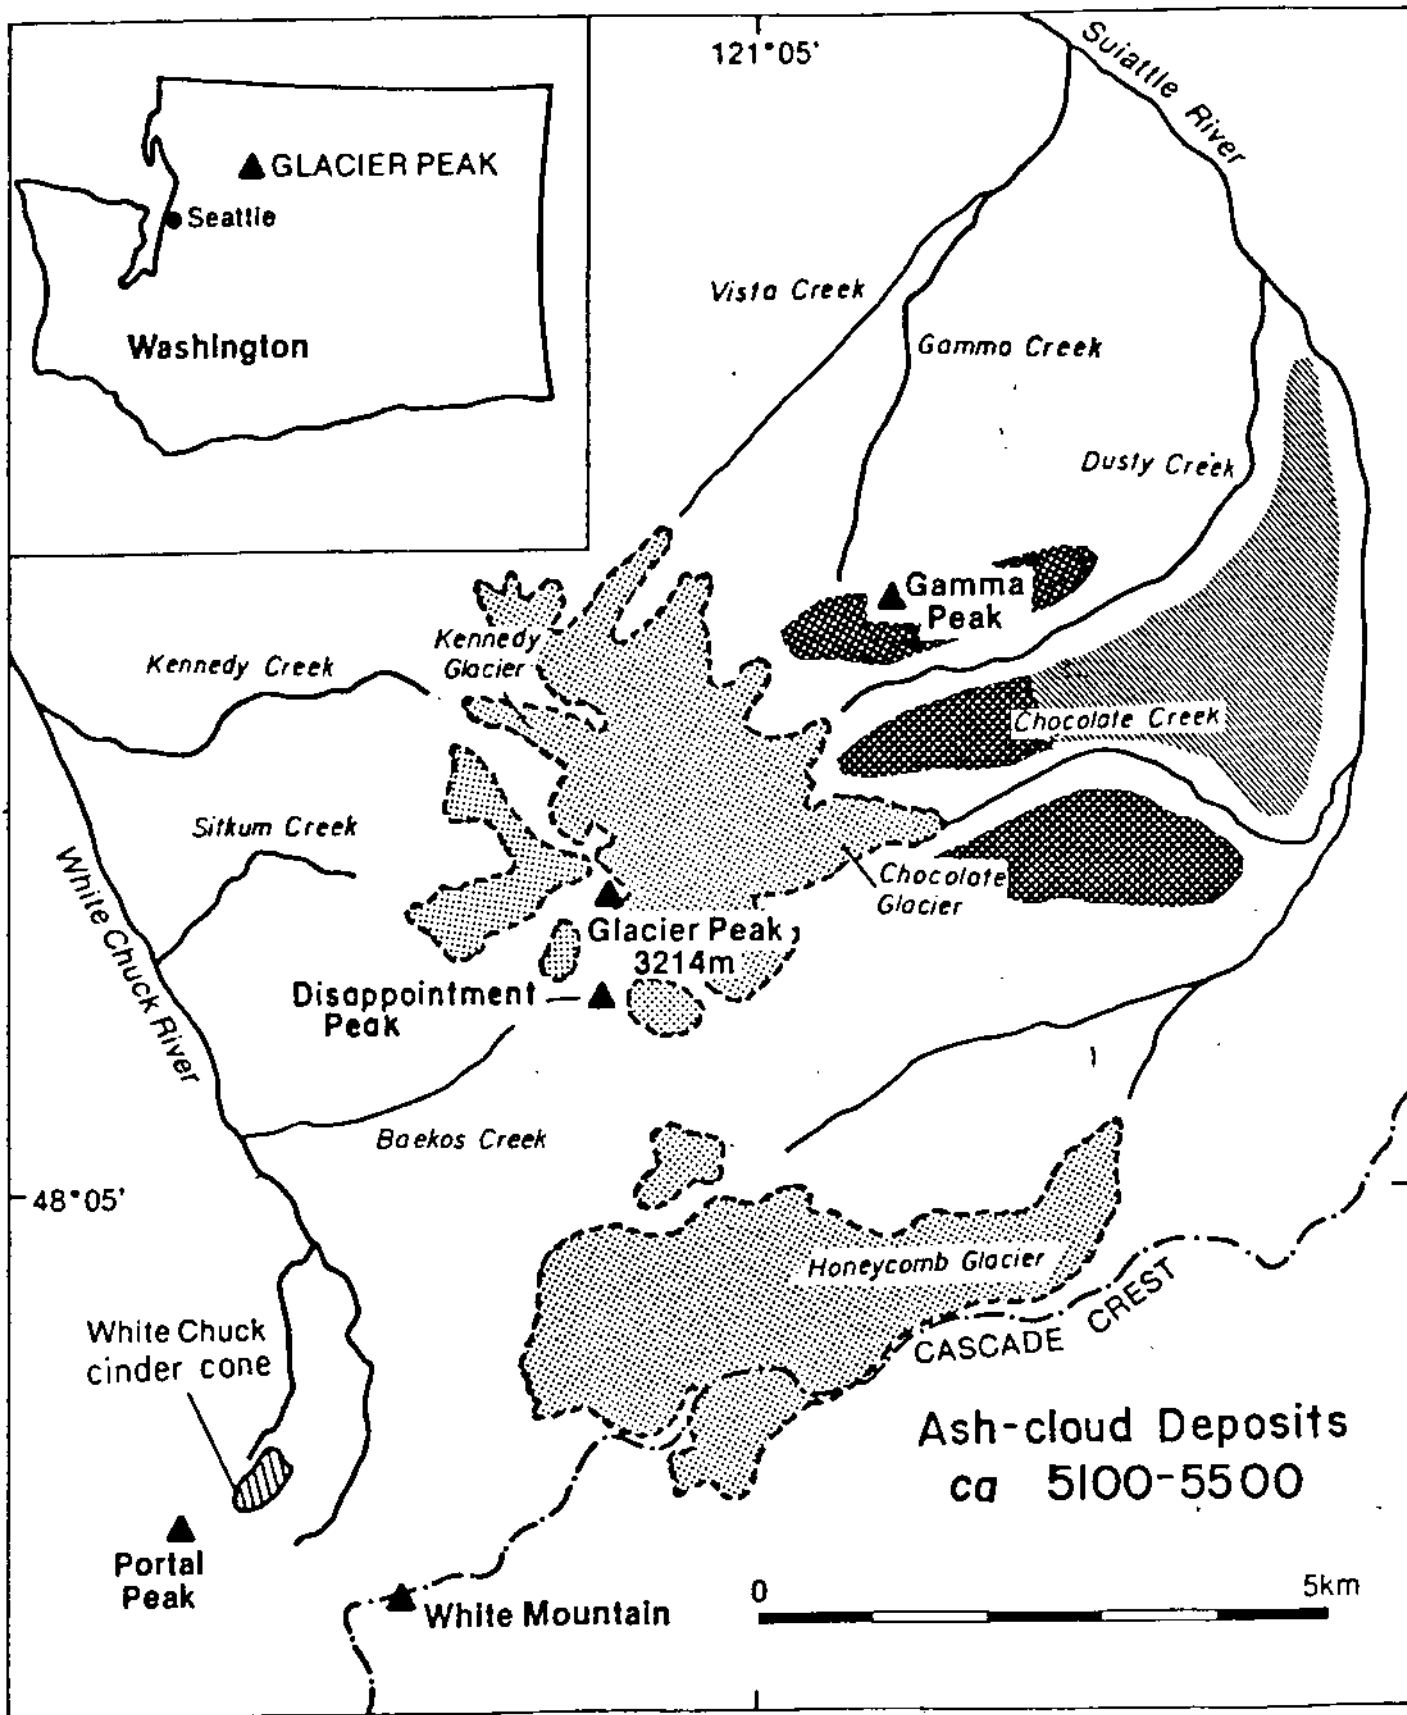 121°05'
Suiattle River
GLACIER PEAK
Seattle
Washington
Vista Creek
Gamma Creek
Dusty Creek
Gamma
Peak
Kennedy
Glacier
Kennedy Creek
Chocolate Creek
Sitkum Creek
White Chuck River
Chocolate
Glacier
Glacier Peak
3214m
Disappointment
Peak
Baekos Creek
48°05'
Honeycomb Glacier
CASCADE CREST
White Chuck
cinder cone
Ash-cloud Deposits
ca 5100-5500
Portal
Peak
White Mountain
0 5km